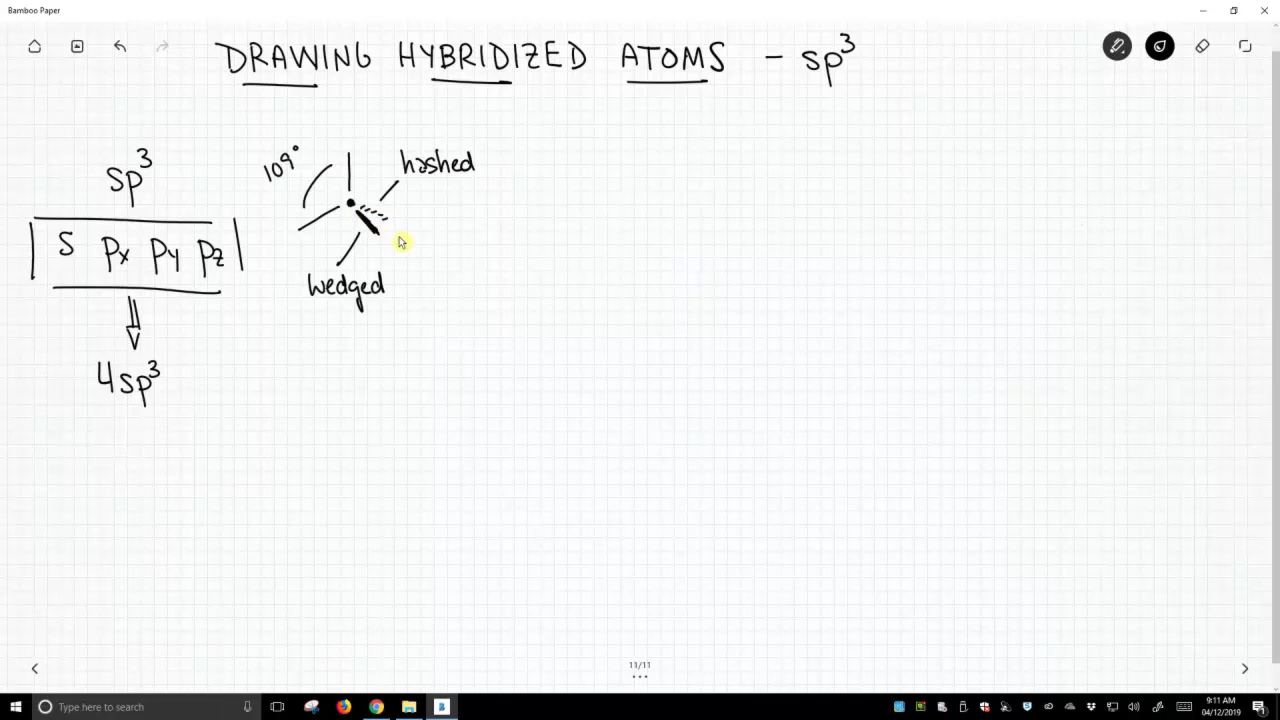 Bamboo Paper
DRAWING HYBRIDIZED ATOMS - sp³
sp³
109°
hashed
s px py pz
wedged
4sp³
11/11
Type here to search
9:11 AM
04/12/2019